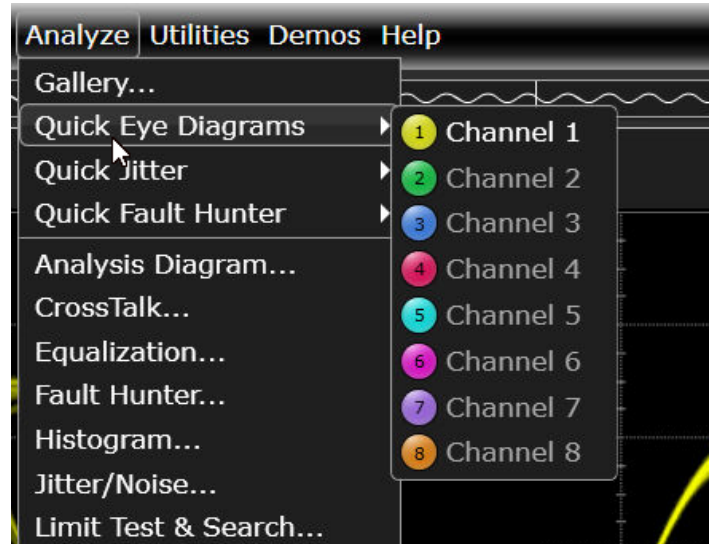 Analyze Utilities Demos Help
Gallery...
Quick Eye Diagrams
Quick Jitter
Quick Fault Hunter
Analysis Diagram...
CrossTalk...
Equalization...
Fault Hunter...
Histogram...
Jitter/Noise...
Limit Test & Search...
1 Channel 1
2 Channel 2
3 Channel 3
4 Channel 4
5 Channel 5
6 Channel 6
7 Channel 7
8 Channel 8